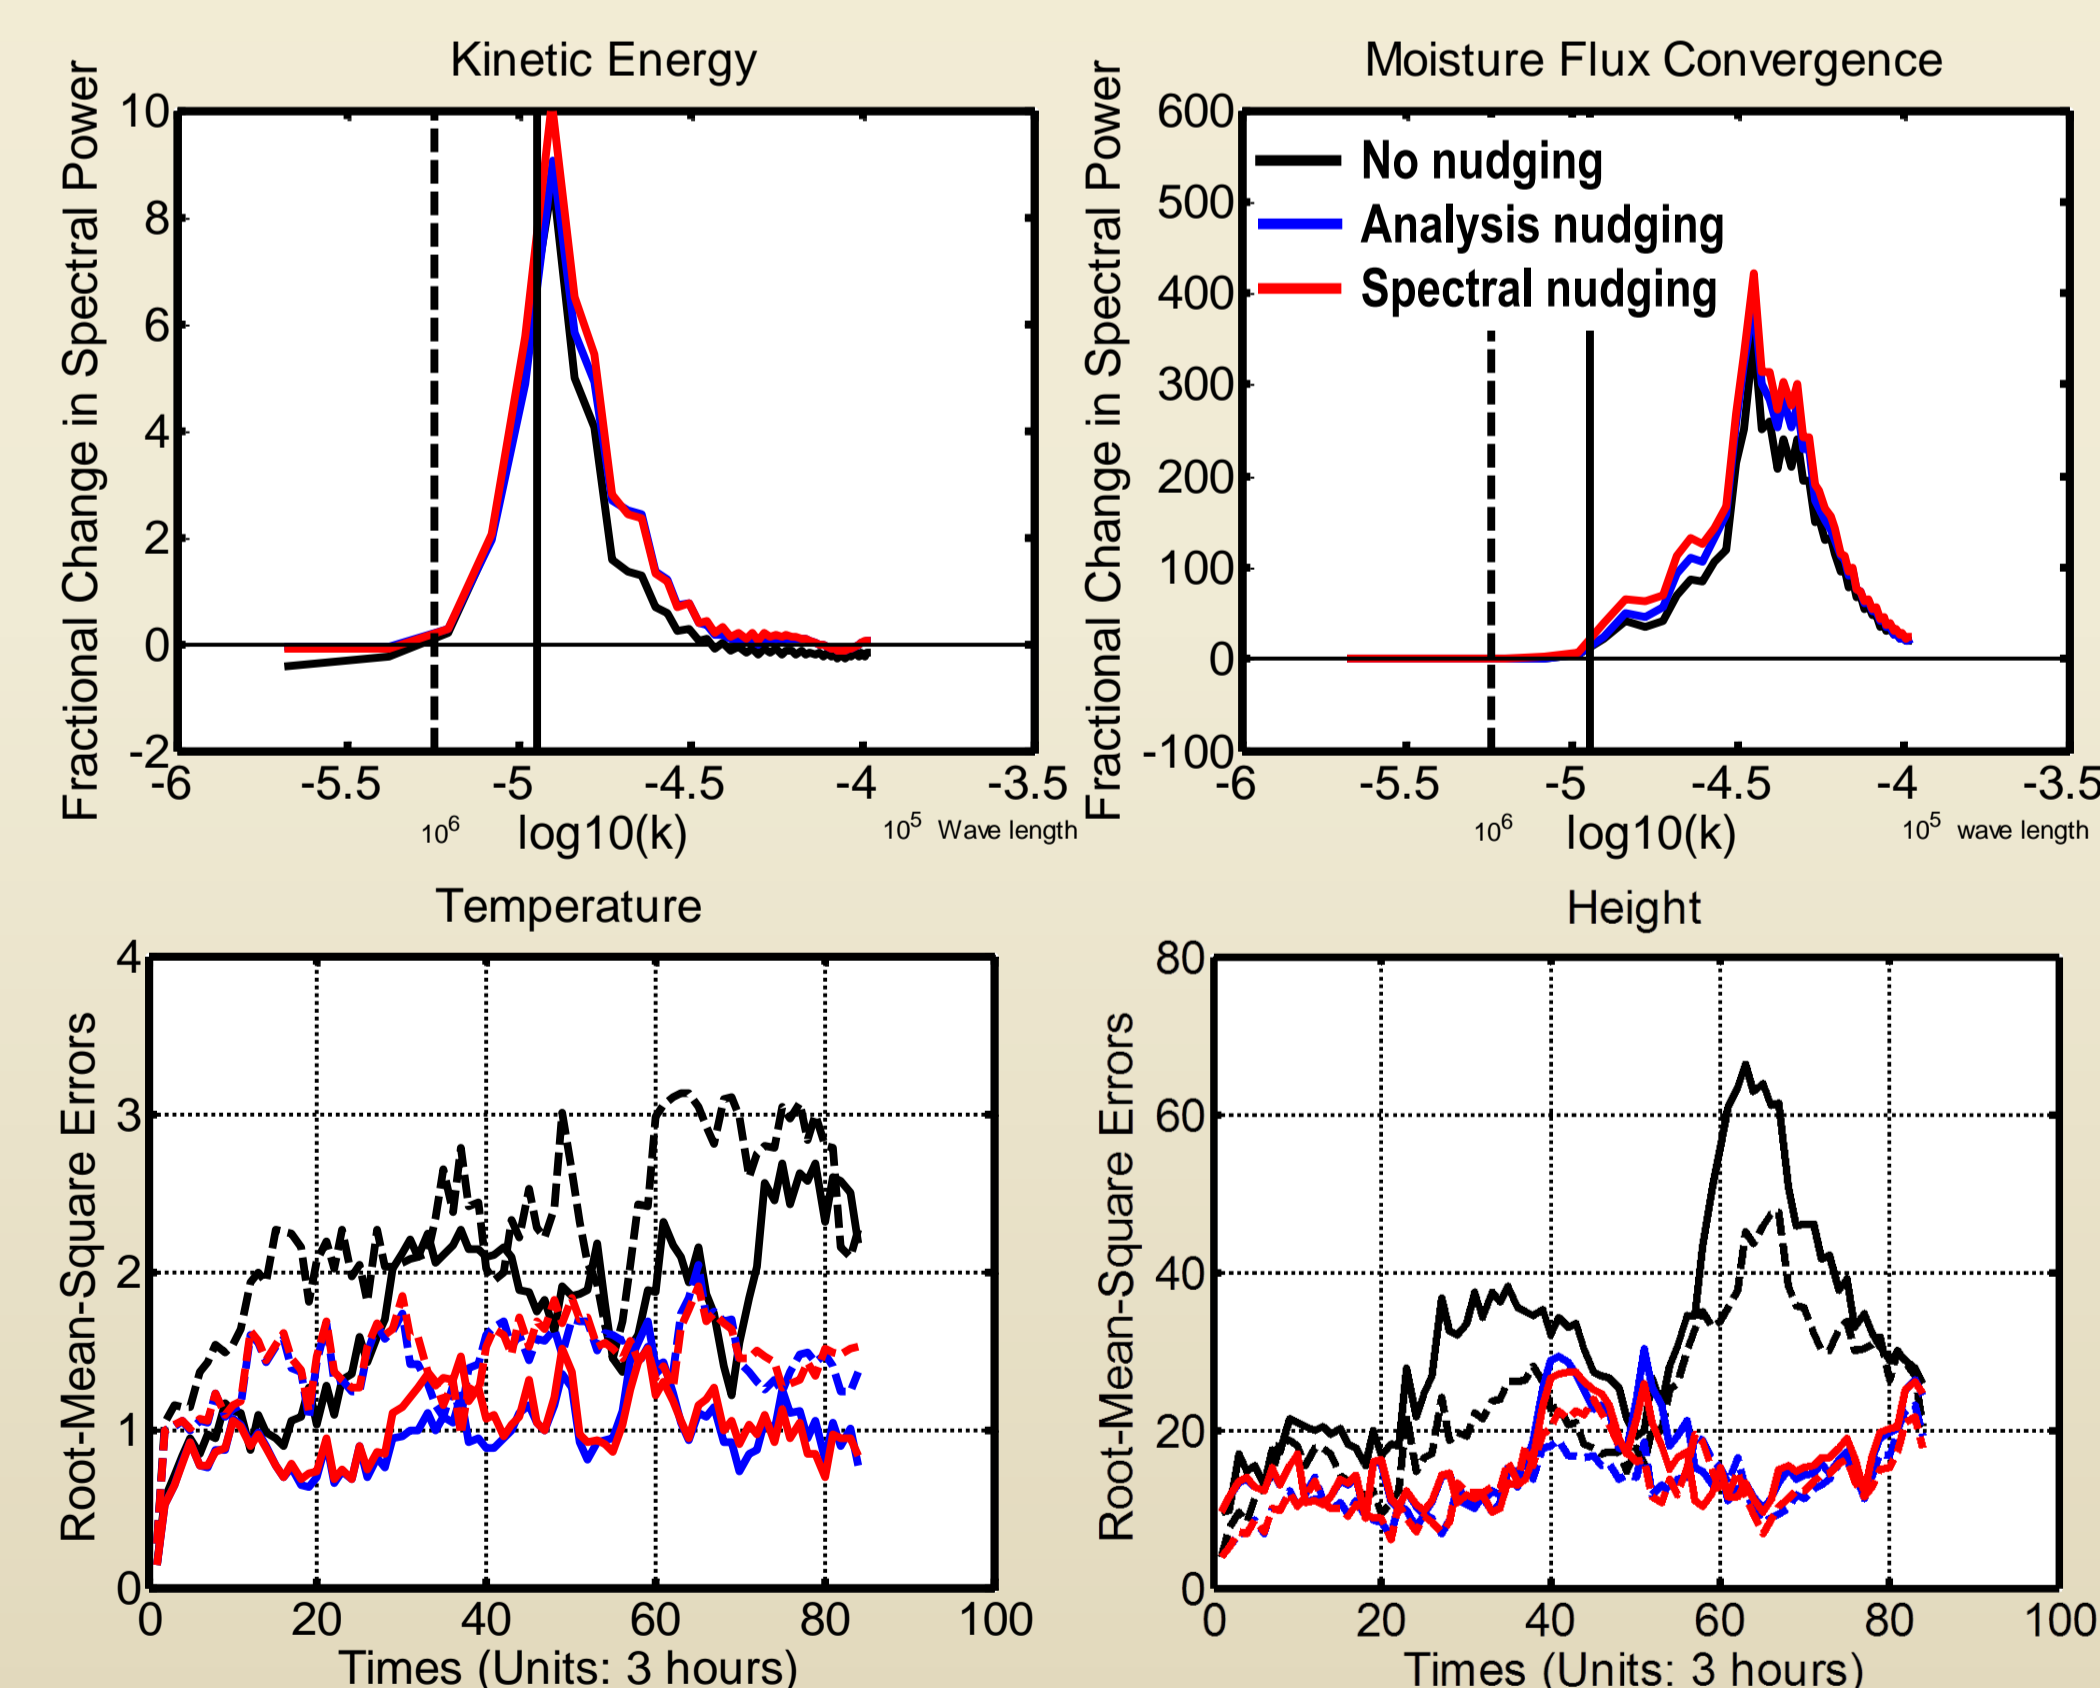 Kinetic Energy
Fractional Change in Spectral Power
10
8
6
4
2
0
-2
-6 -5.5 -5 -4.5 -4 -3.5
10⁶ log10(k) 10⁵ Wave length
Moisture Flux Convergence
Fractional Change in Spectral Power
600
500
400
300
200
100
0
-100
No nudging
Analysis nudging
Spectral nudging
-6 -5.5 -5 -4.5 -4 -3.5
10⁶ log10(k) 10⁵ wave length
Temperature
Root-Mean-Square Errors
4
3
2
1
0
0 20 40 60 80 100
Times (Units: 3 hours)
Height
Root-Mean-Square Errors
80
60
40
20
0
0 20 40 60 80 100
Times (Units: 3 hours)